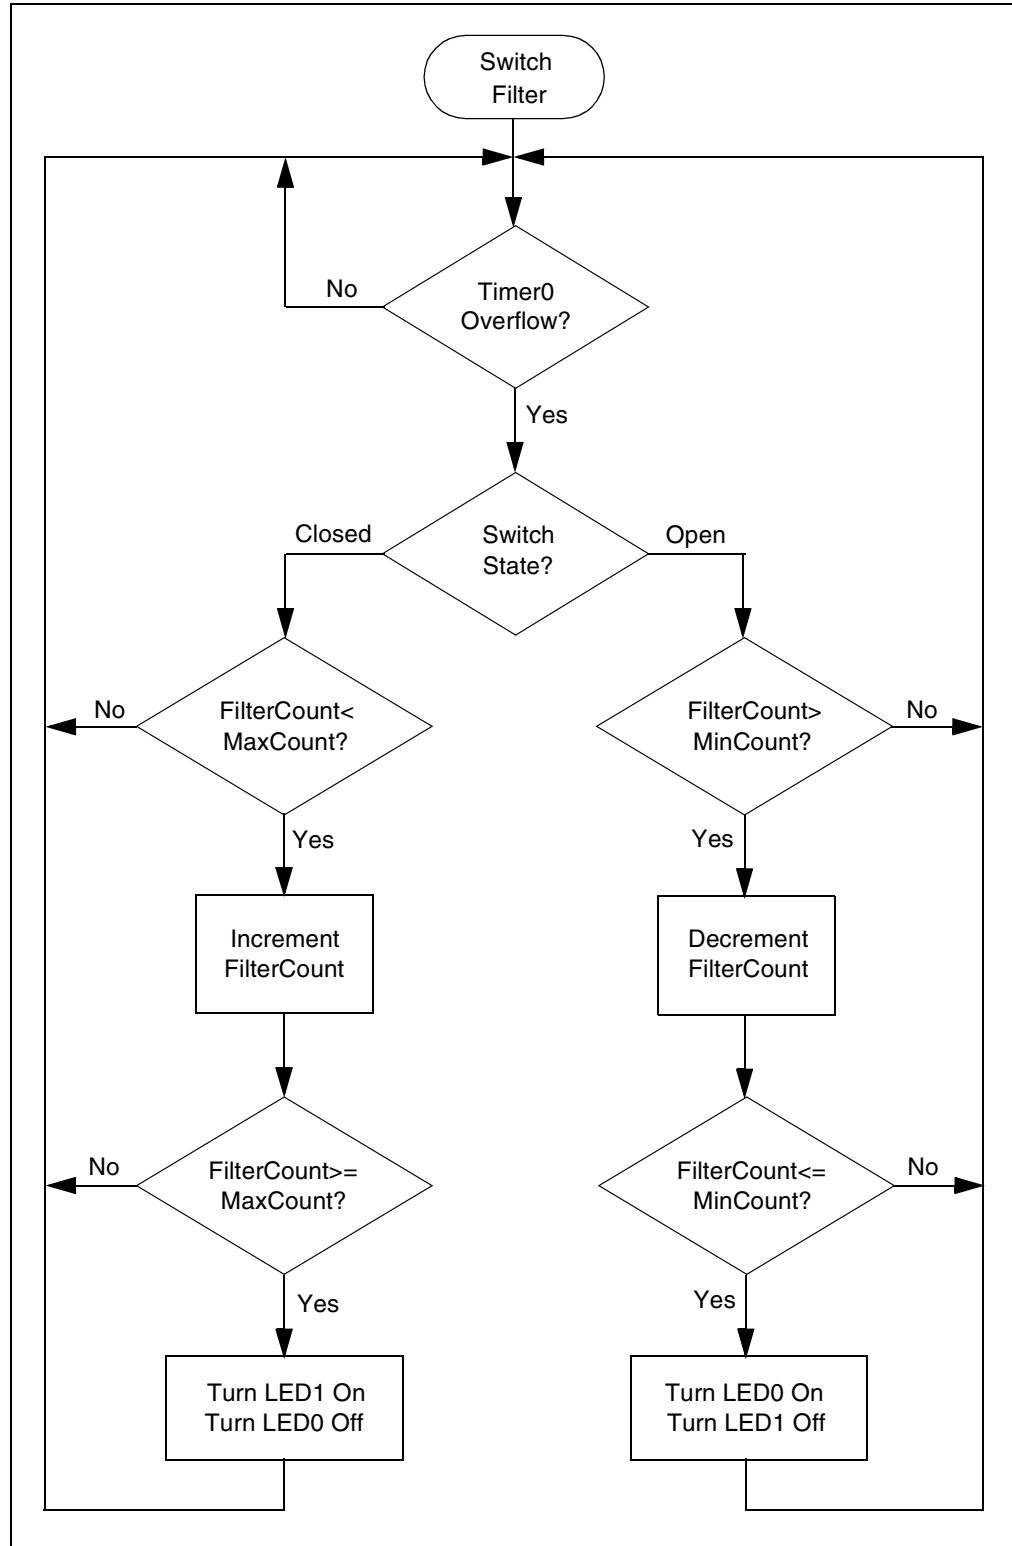 Switch
Filter
No
Timer0
Overflow?
Yes
Closed
Switch
State?
Open
No
FilterCount<
MaxCount?
FilterCount>
MinCount?
No
Yes
Yes
Increment
FilterCount
Decrement
FilterCount
No
FilterCount>=
MaxCount?
FilterCount<=
MinCount?
No
Yes
Yes
Turn LED1 On
Turn LED0 Off
Turn LED0 On
Turn LED1 Off